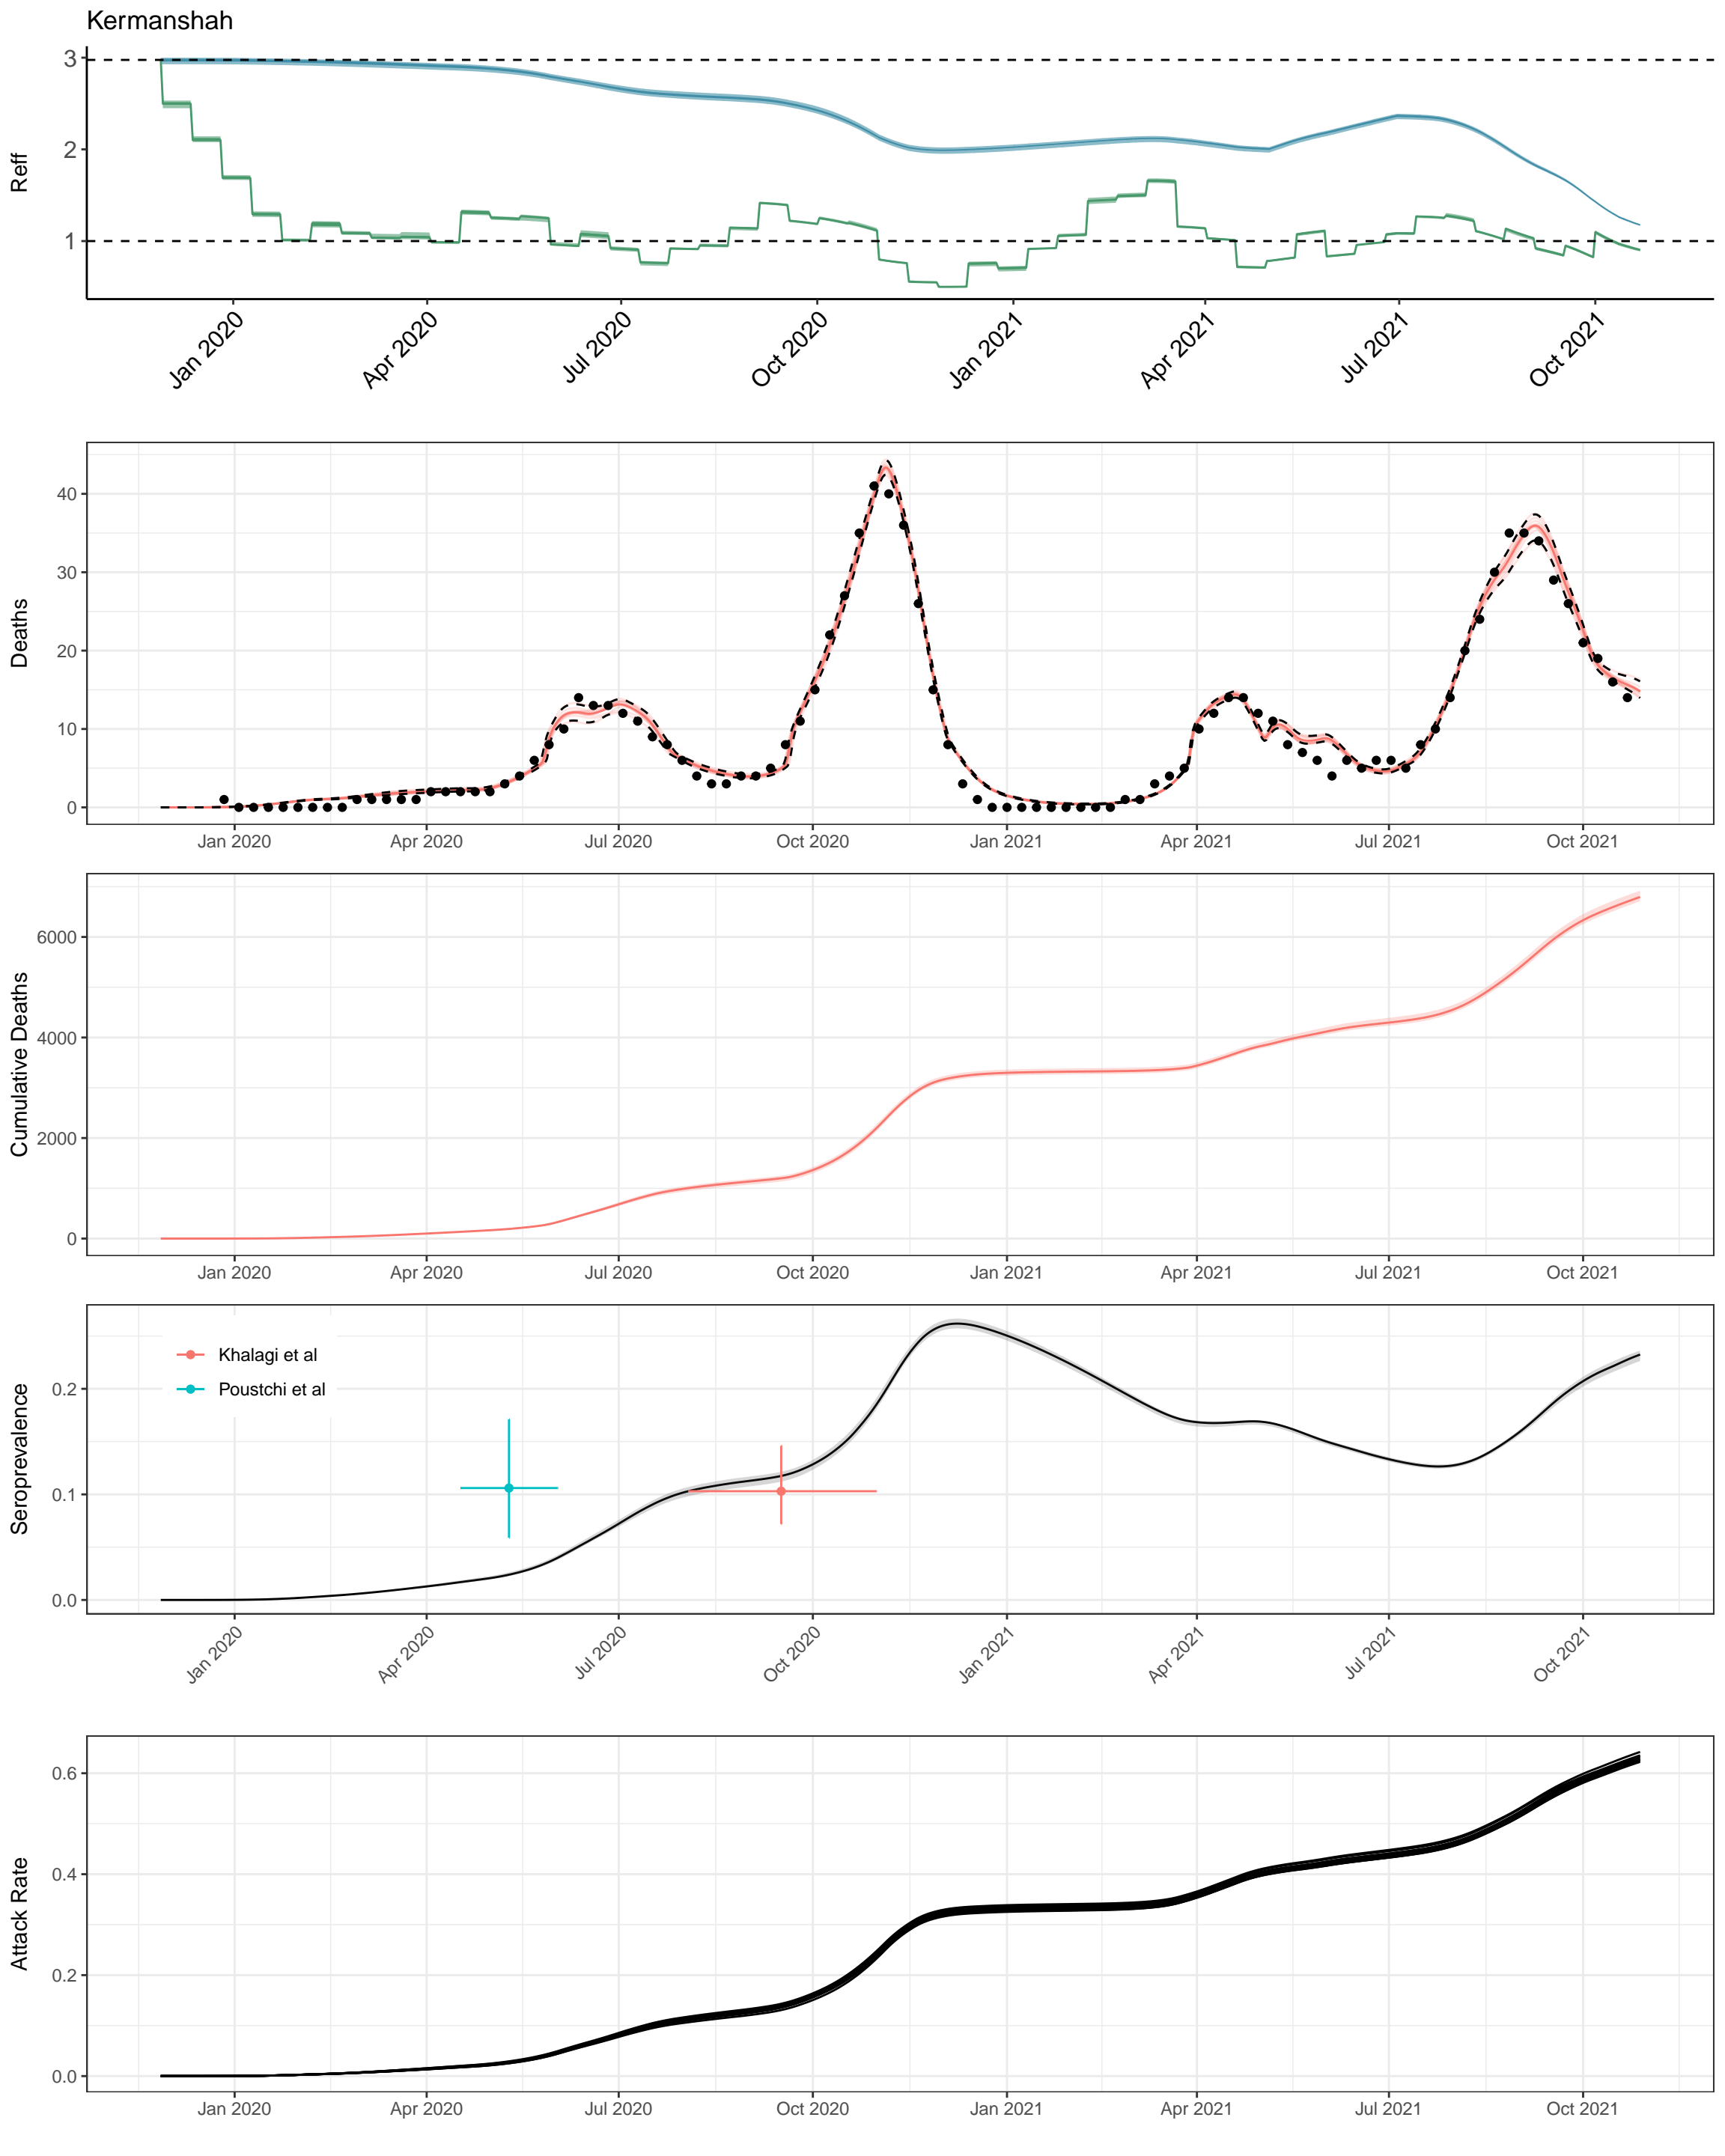 Kermanshah
Reff
3
2
1
Jan 2020
Apr 2020
Jul 2020
Oct 2020
Jan 2021
Apr 2021
Jul 2021
Oct 2021
Deaths
40
30
20
10
0
Jan 2020
Apr 2020
Jul 2020
Oct 2020
Jan 2021
Apr 2021
Jul 2021
Oct 2021
Cumulative Deaths
6000
4000
2000
0
Jan 2020
Apr 2020
Jul 2020
Oct 2020
Jan 2021
Apr 2021
Jul 2021
Oct 2021
Seroprevalence
0.2
0.1
0.0
Khalagi et al
Poustchi et al
Jan 2020
Apr 2020
Jul 2020
Oct 2020
Jan 2021
Apr 2021
Jul 2021
Oct 2021
Attack Rate
0.6
0.4
0.2
0.0
Jan 2020
Apr 2020
Jul 2020
Oct 2020
Jan 2021
Apr 2021
Jul 2021
Oct 2021